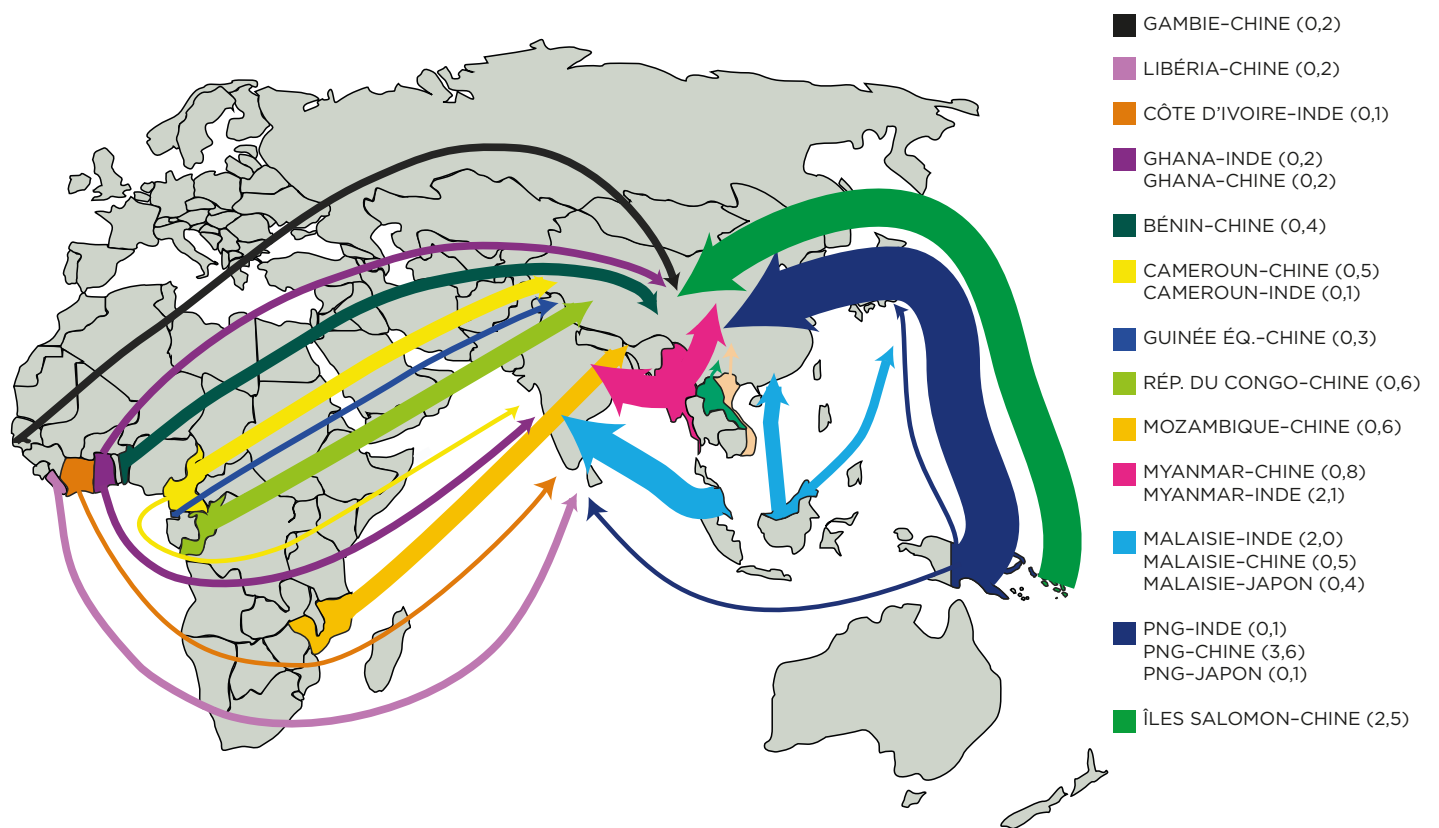 GAMBIE–CHINE (0,2)
LIBÉRIA–CHINE (0,2)
CÔTE D'IVOIRE–INDE (0,1)
GHANA–INDE (0,2)
GHANA–CHINE (0,2)
BÉNIN–CHINE (0,4)
CAMEROUN–CHINE (0,5)
CAMEROUN–INDE (0,1)
GUINÉE ÉQ.–CHINE (0,3)
RÉP. DU CONGO–CHINE (0,6)
MOZAMBIQUE–CHINE (0,6)
MYANMAR–CHINE (0,8)
MYANMAR–INDE (2,1)
MALAISIE–INDE (2,0)
MALAISIE–CHINE (0,5)
MALAISIE–JAPON (0,4)
PNG–INDE (0,1)
PNG–CHINE (3,6)
PNG–JAPON (0,1)
ÎLES SALOMON–CHINE (2,5)